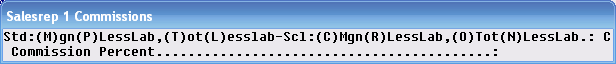 Salesrep 1 Commissions
Std:(M)gn(P)LessLab,(T)ot(L)esslab-Scl:(C)Mgn(R)LessLab,(O)Tot(N)LessLab.: C
Commission Percent..........................................: